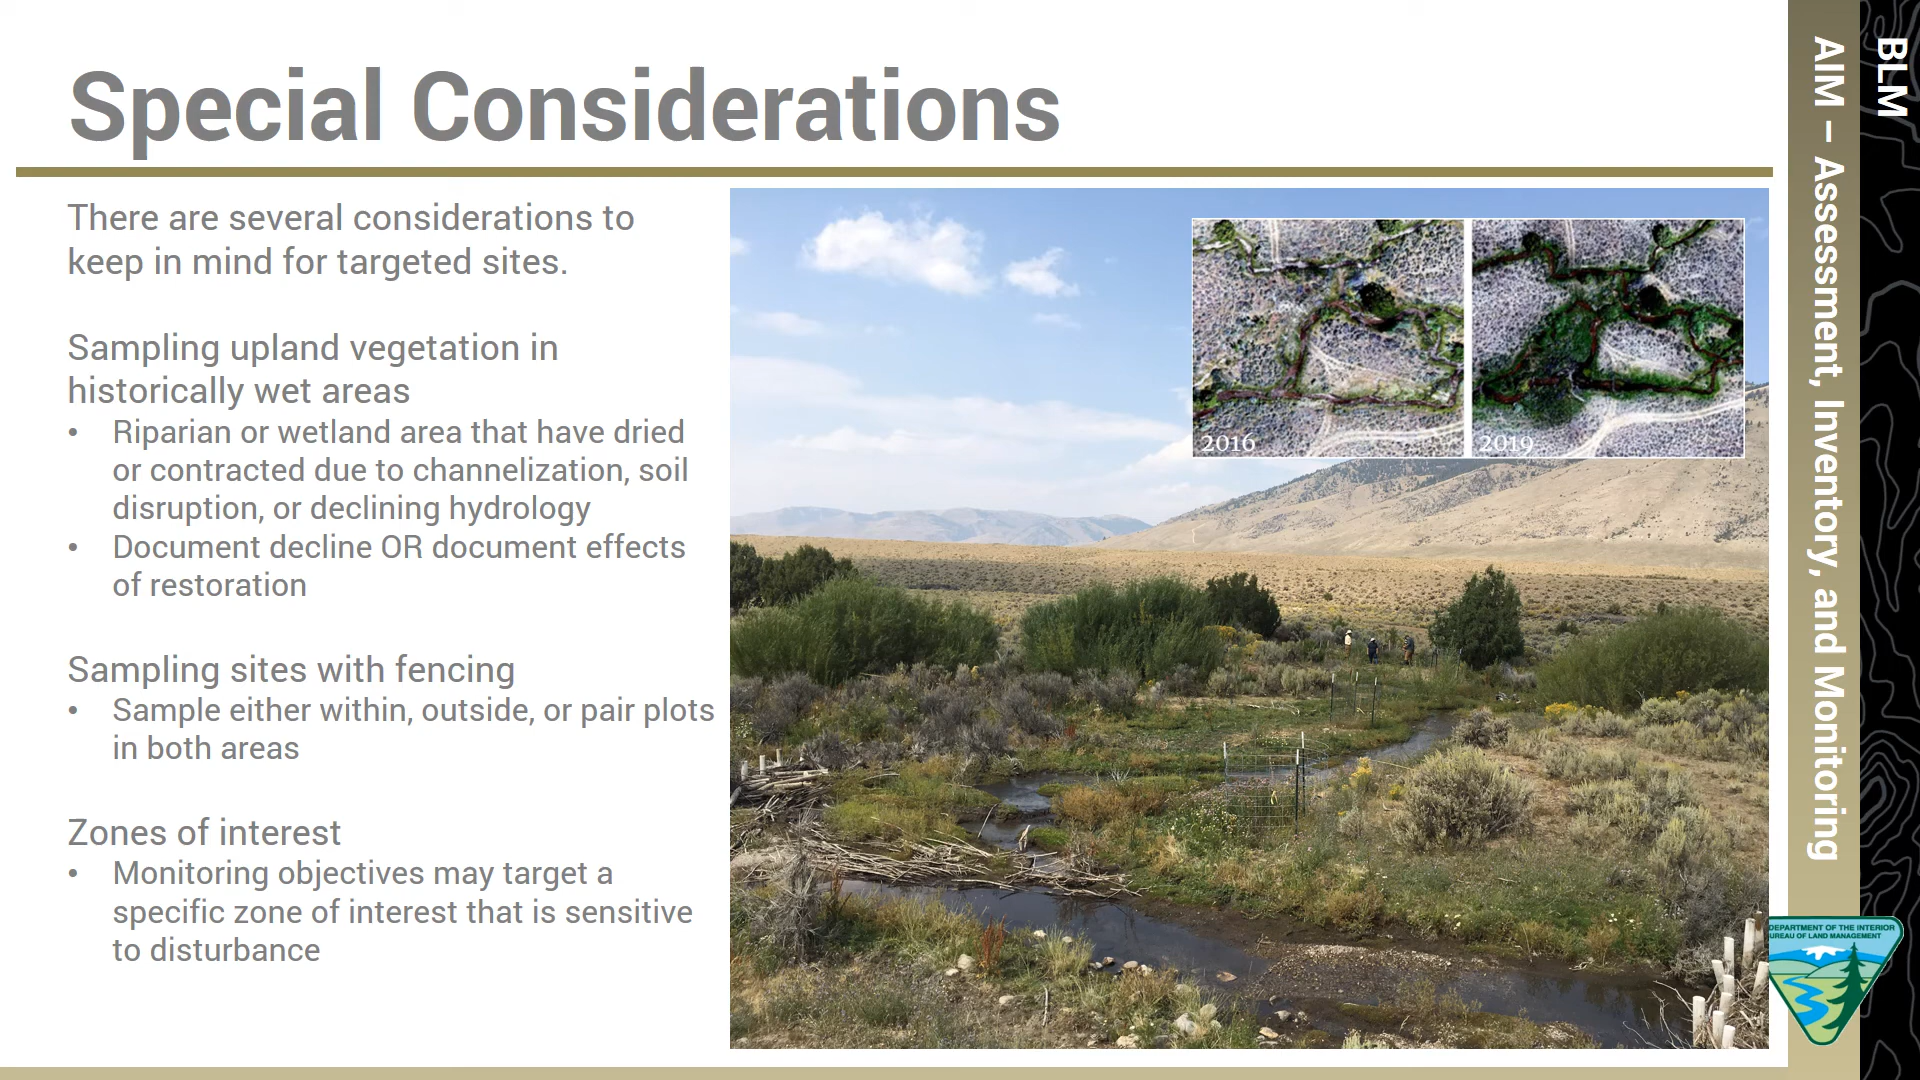 Special Considerations
There are several considerations to
keep in mind for targeted sites.
Sampling upland vegetation in
historically wet areas
• Riparian or wetland area that have dried
or contracted due to channelization, soil
disruption, or declining hydrology
• Document decline OR document effects
of restoration
Sampling sites with fencing
• Sample either within, outside, or pair plots
in both areas
Zones of interest
• Monitoring objectives may target a
specific zone of interest that is sensitive
to disturbance
2016
2019
BLM
AIM – Assessment, Inventory, and Monitoring
DEPARTMENT OF THE INTERIOR
BUREAU OF LAND MANAGEMENT